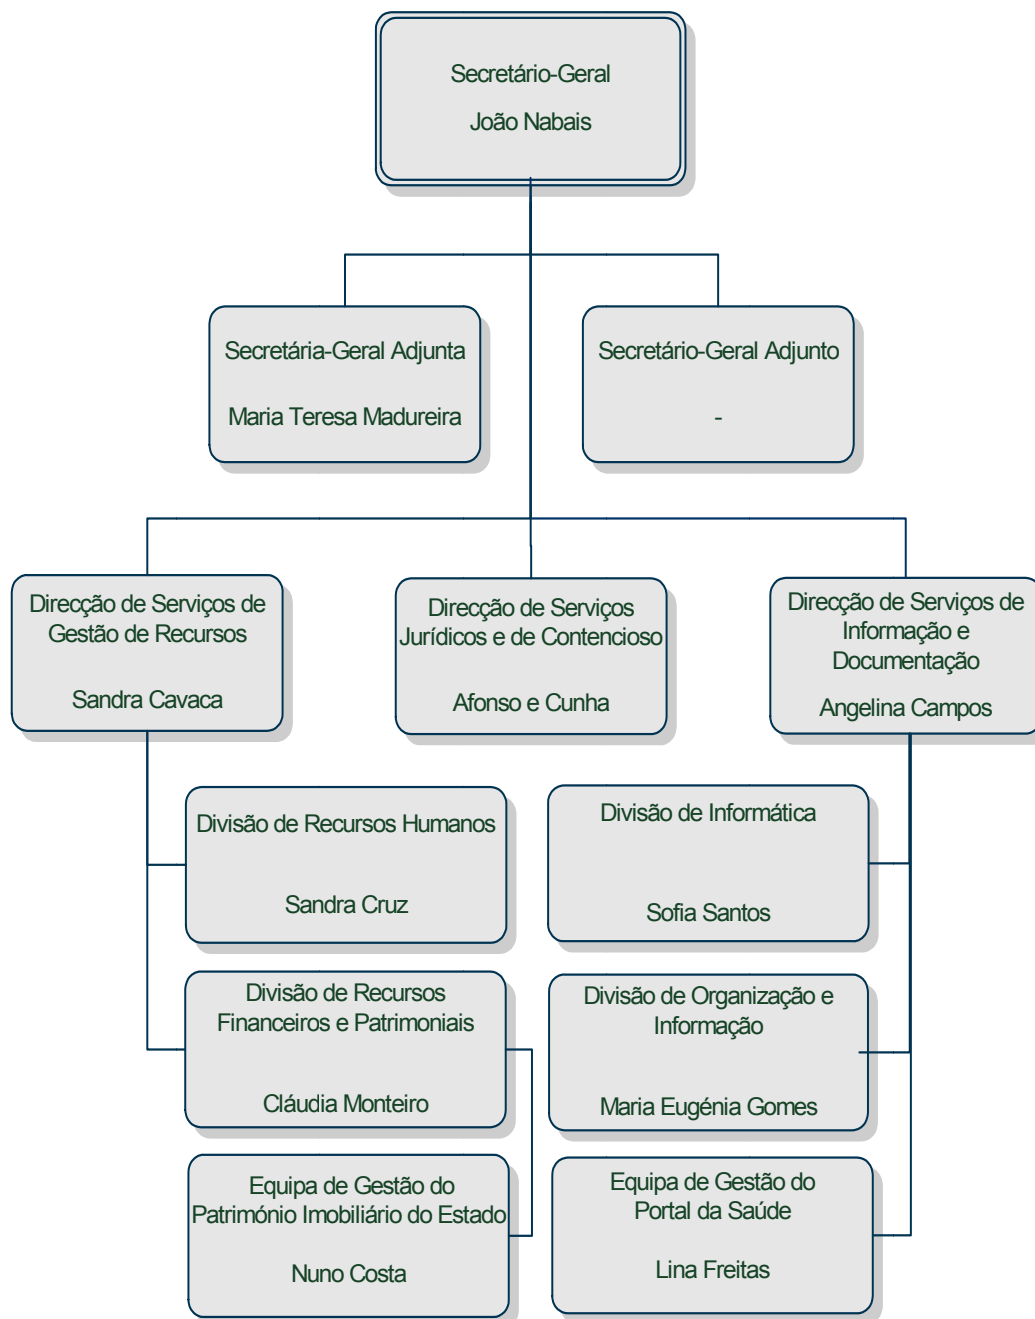 Secretário-Geral
João Nabais
Secretária-Geral Adjunta
Maria Teresa Madureira
Secretário-Geral Adjunto
-
Direcção de Serviços de
Gestão de Recursos
Sandra Cavaca
Direcção de Serviços
Jurídicos e de Contencioso
Afonso e Cunha
Direcção de Serviços de
Informação e
Documentação
Angelina Campos
Divisão de Recursos Humanos
Sandra Cruz
Divisão de Informática
Sofia Santos
Divisão de Recursos
Financeiros e Patrimoniais
Cláudia Monteiro
Divisão de Organização e
Informação
Maria Eugénia Gomes
Equipa de Gestão do
Património Imobiliário do Estado
Nuno Costa
Equipa de Gestão do
Portal da Saúde
Lina Freitas